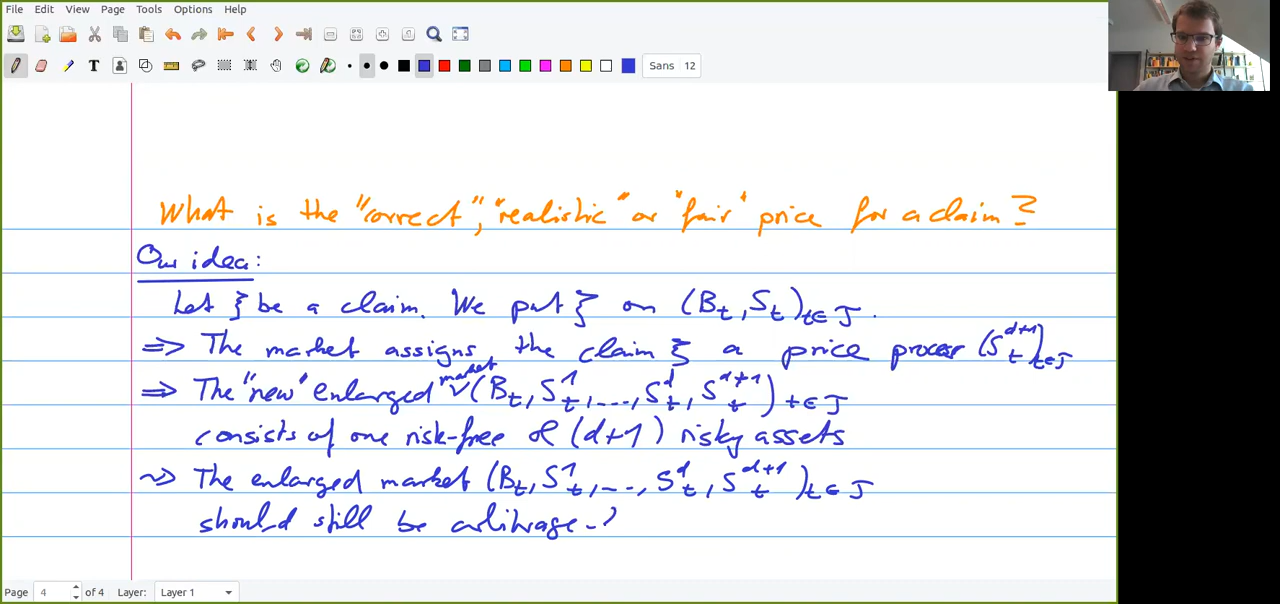 File Edit View Page Tools Options Help
Sans 12
What is the "correct", "realistic" or "fair" price for a claim?
Our idea:
Let ξ be a claim. We put ξ on (B_t, S_t)_{t∈J}.
⇒ The market assigns the claim ξ a price process (S_t^{d+1})_{t∈J}
⇒ The "new" enlarged market (B_t, S_t^1, ..., S_t^d, S_t^{d+1})_{t∈J}
consists of one risk-free & (d+1) risky assets
⇝ The enlarged market (B_t, S_t^1, ..., S_t^d, S_t^{d+1})_{t∈J}
should still be arbitrage-
Page 4 of 4 Layer: Layer 1